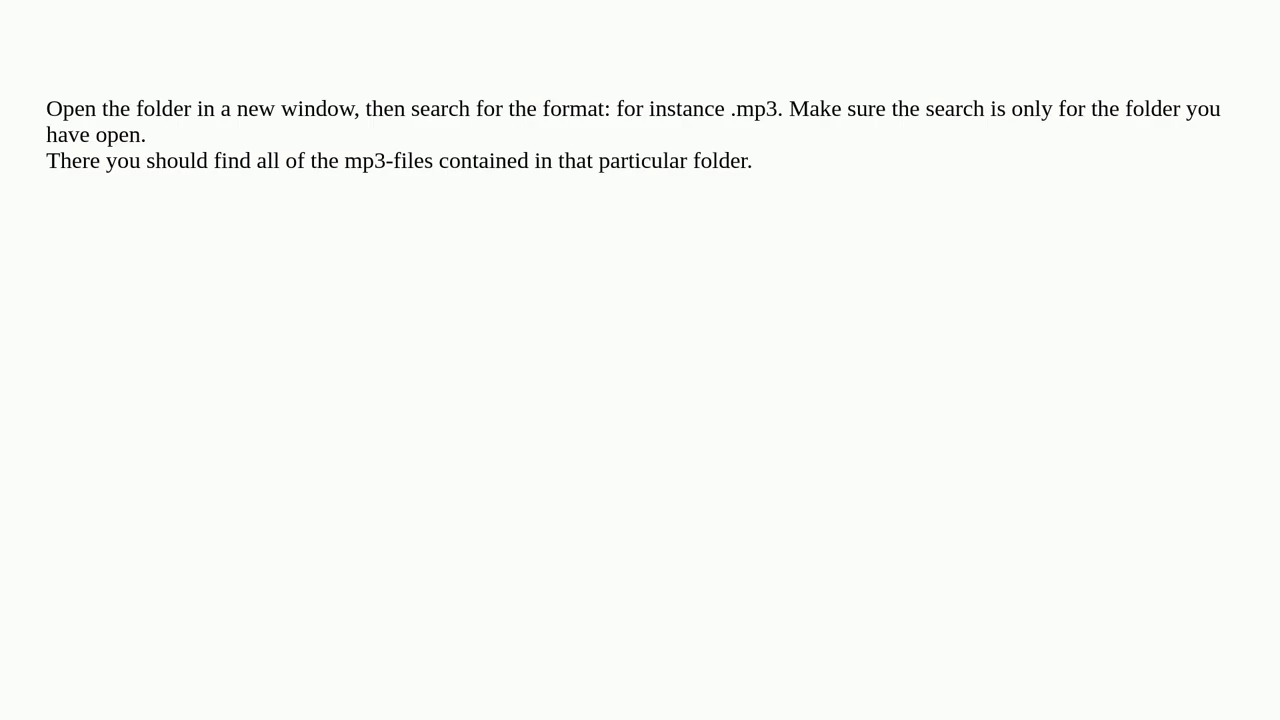 Open the folder in a new window, then search for the format: for instance .mp3. Make sure the search is only for the folder you
have open.
There you should find all of the mp3-files contained in that particular folder.